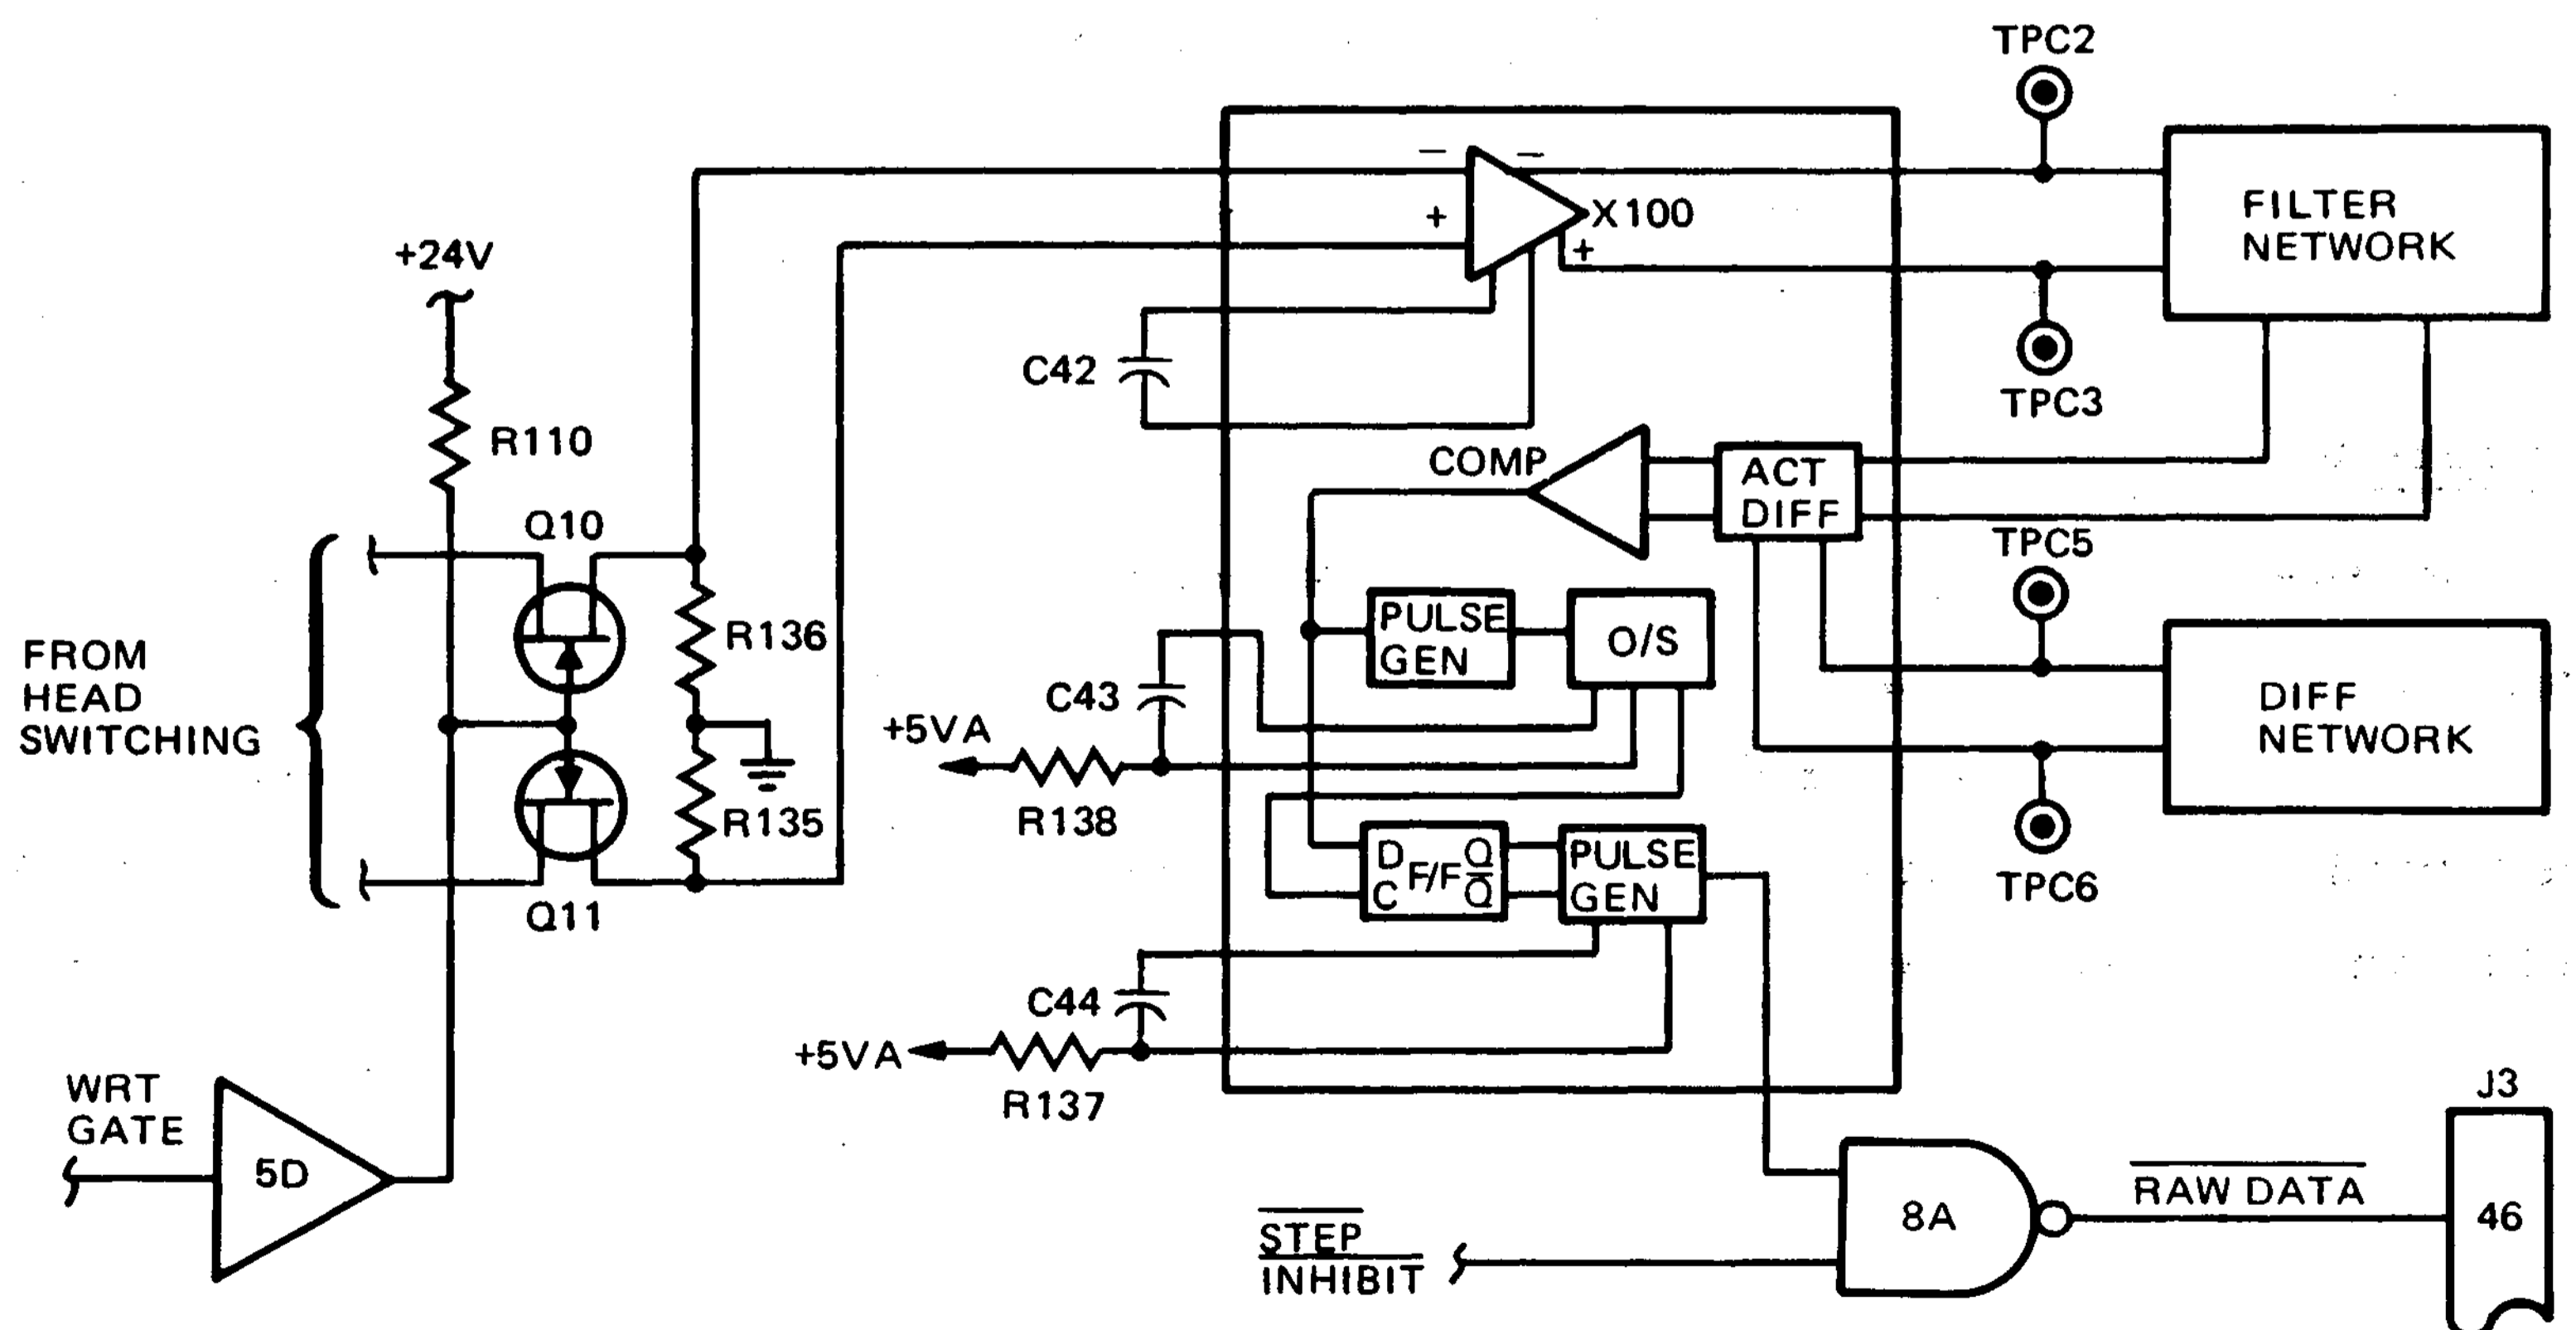 TPC2
FILTER
NETWORK
−
−
+
X100
+
+24V
TPC3
C42
R110
COMP
ACT
DIFF
Q10
TPC5
FROM
HEAD
SWITCHING
R136
PULSE
GEN
O/S
C43
DIFF
NETWORK
+5VA
R138
R135
D
F/F
Q
C
Q̅
PULSE
GEN
TPC6
Q11
C44
+5VA
R137
WRT
GATE
5D
J3
8A
RAW DATA
46
STEP
INHIBIT